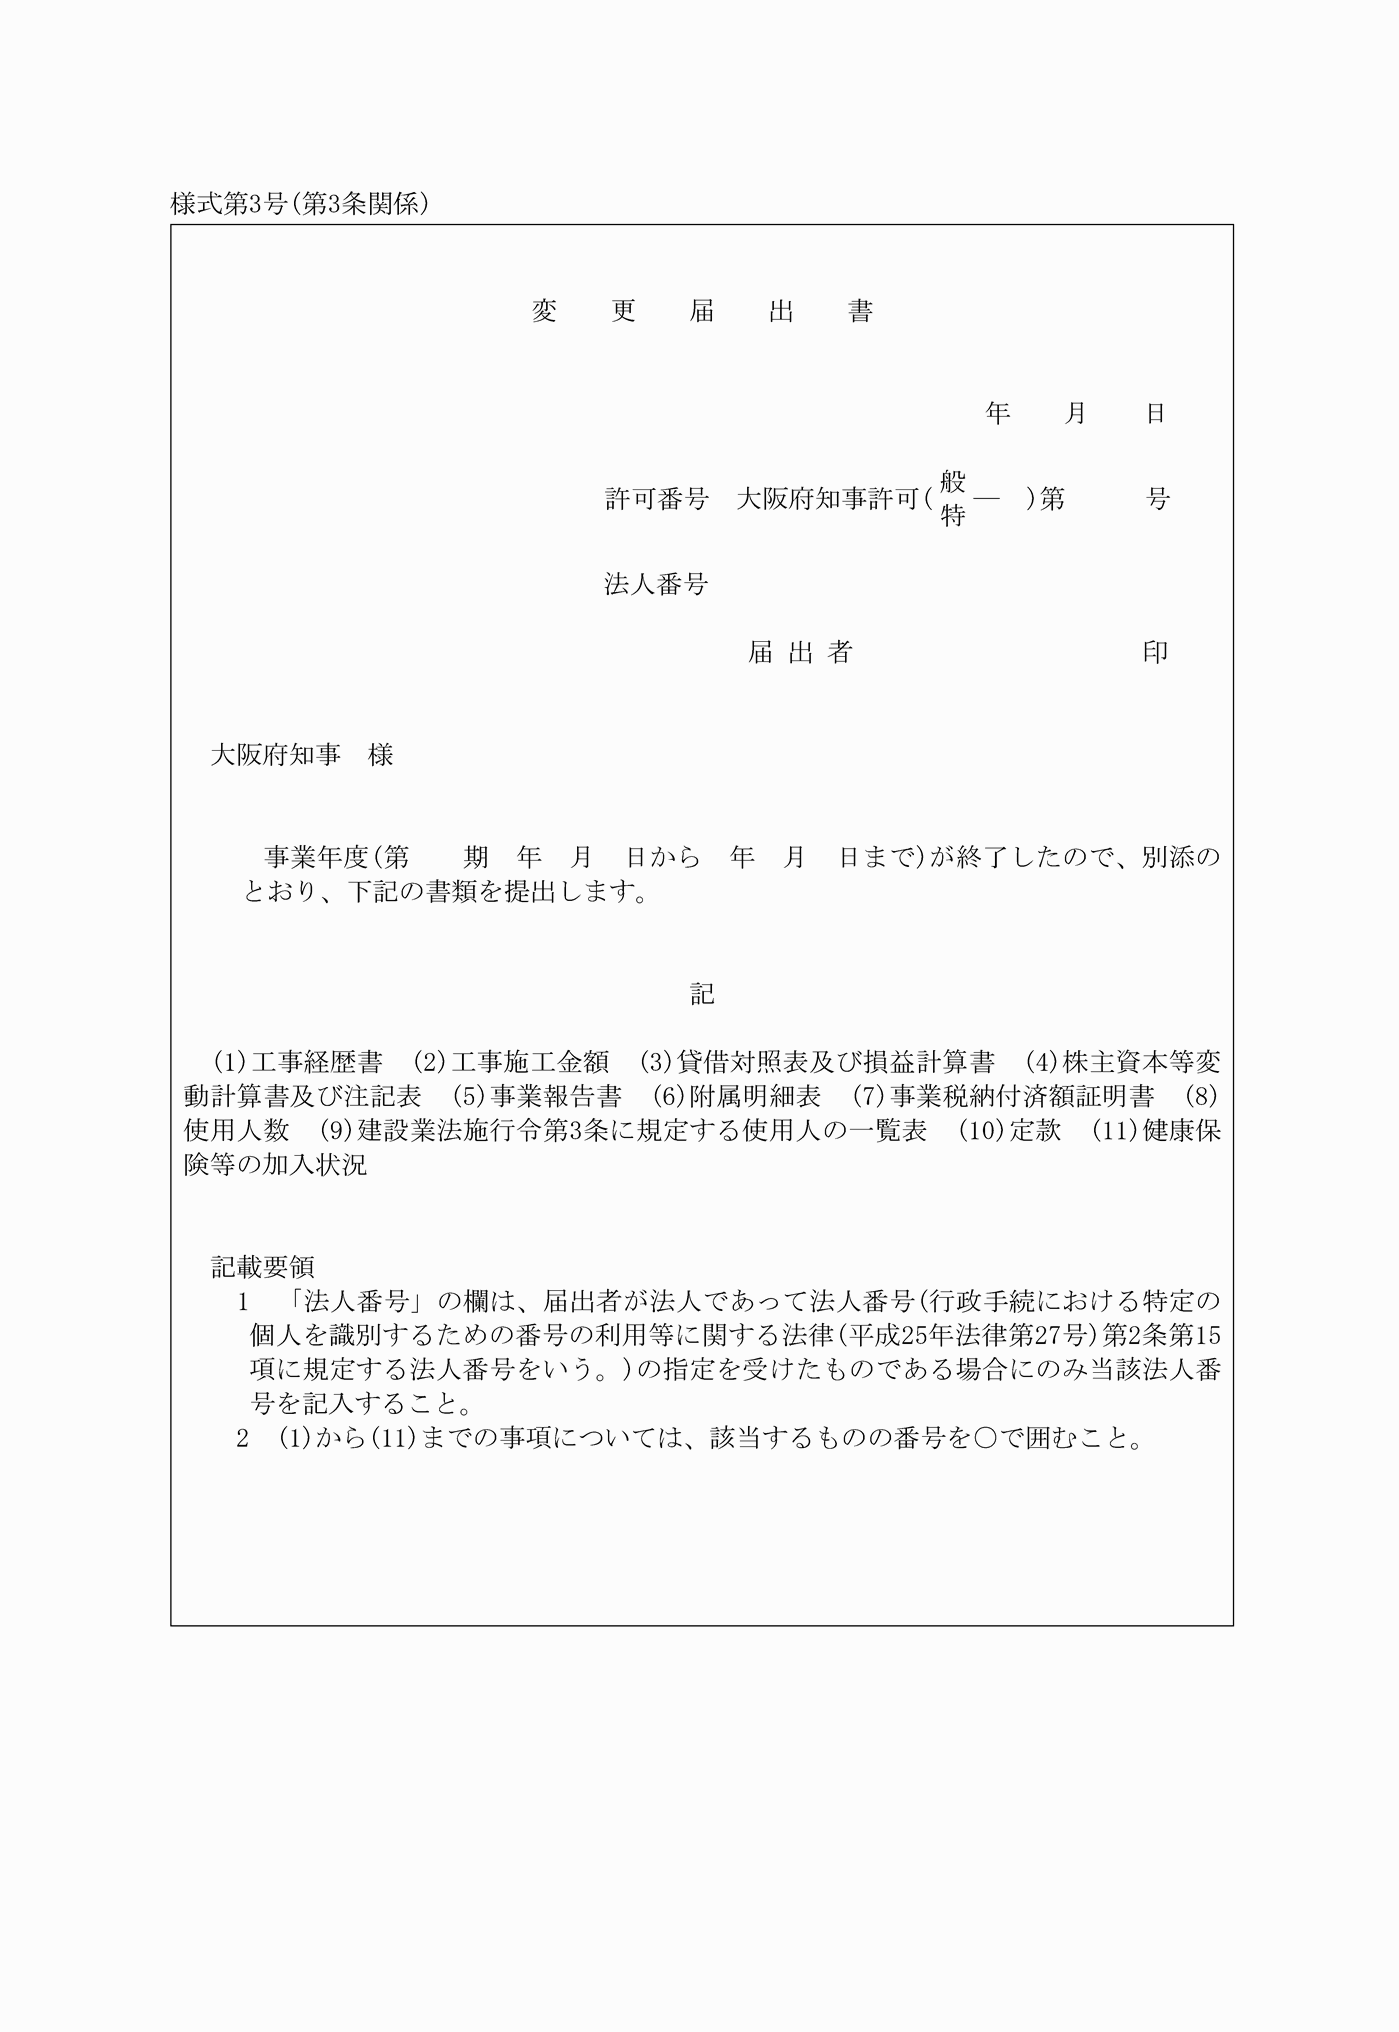 様式第3号(第3条関係)
変　更　届　出　書
年　　月　　日
許可番号　大阪府知事許可(般特―　)第　　　号
法人番号
届 出 者　　　　　　　　　　　印
大阪府知事　様
事業年度(第　　期　年　月　日から　年　月　日まで)が終了したので、別添の
とおり、下記の書類を提出します。
記
(1)工事経歴書　(2)工事施工金額　(3)貸借対照表及び損益計算書　(4)株主資本等変
動計算書及び注記表　(5)事業報告書　(6)附属明細表　(7)事業税納付済額証明書　(8)
使用人数　(9)建設業法施行令第3条に規定する使用人の一覧表　(10)定款　(11)健康保
険等の加入状況
記載要領
1　「法人番号」の欄は、届出者が法人であって法人番号(行政手続における特定の
個人を識別するための番号の利用等に関する法律(平成25年法律第27号)第2条第15
項に規定する法人番号をいう。)の指定を受けたものである場合にのみ当該法人番
号を記入すること。
2　(1)から(11)までの事項については、該当するものの番号を○で囲むこと。